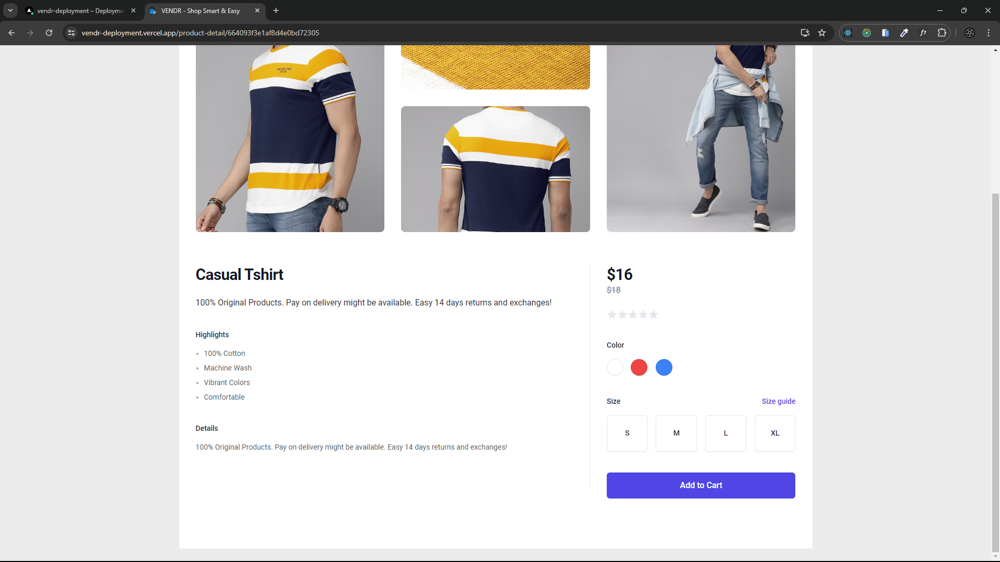 vendr-deployment – Deployme
VENDR - Shop Smart & Easy
vendr-deployment.vercel.app/product-detail/664093f3e1af8d4e0bd72305
f?
ROADSTER
1978
Casual Tshirt
100% Original Products. Pay on delivery might be available. Easy 14 days returns and exchanges!
Highlights
100% Cotton
Machine Wash
Vibrant Colors
Comfortable
Details
100% Original Products. Pay on delivery might be available. Easy 14 days returns and exchanges!
$16
$18
Color
Size
Size guide
S
M
L
XL
Add to Cart